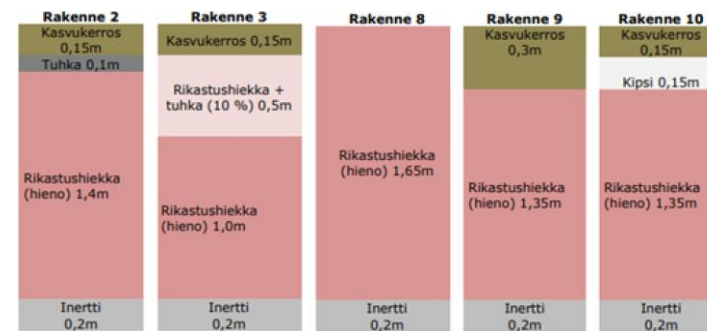 Rakenne 2
Kasvukerros
0,15m
Tuhka 0,1m
Rikastushiekka
(hieno) 1,4m
Inertti
0,2m
Rakenne 3
Kasvukerros 0,15m
Rikastushiekka +
tuhka (10 %) 0,5m
Rikastushiekka
(hieno) 1,0m
Inertti
0,2m
Rakenne 8
Rikastushiekka
(hieno) 1,65m
Inertti
0,2m
Rakenne 9
Kasvukerros
0,3m
Rikastushiekka
(hieno) 1,35m
Inertti
0,2m
Rakenne 10
Kasvukerros
0,15m
Kipsi 0,15m
Rikastushiekka
(hieno) 1,35m
Inertti
0,2m